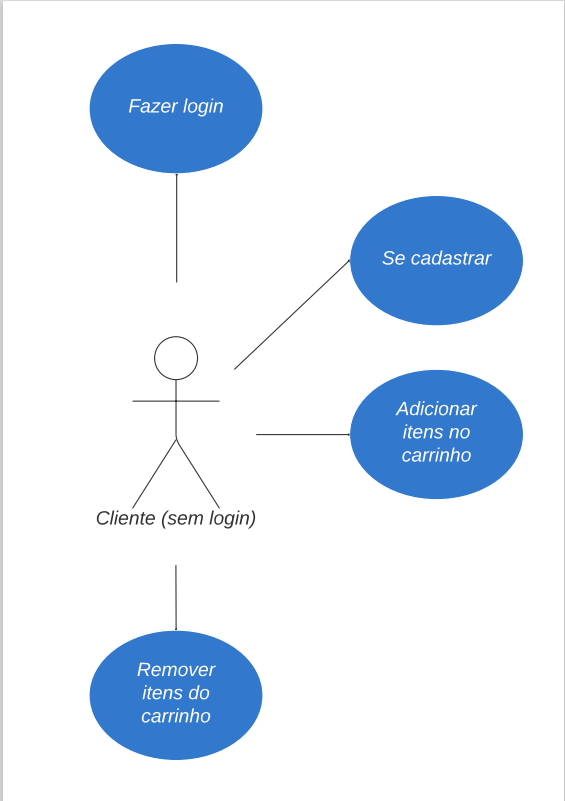 Fazer login
Se cadastrar
Adicionar
itens no
carrinho
Cliente (sem login)
Remover
itens do
carrinho